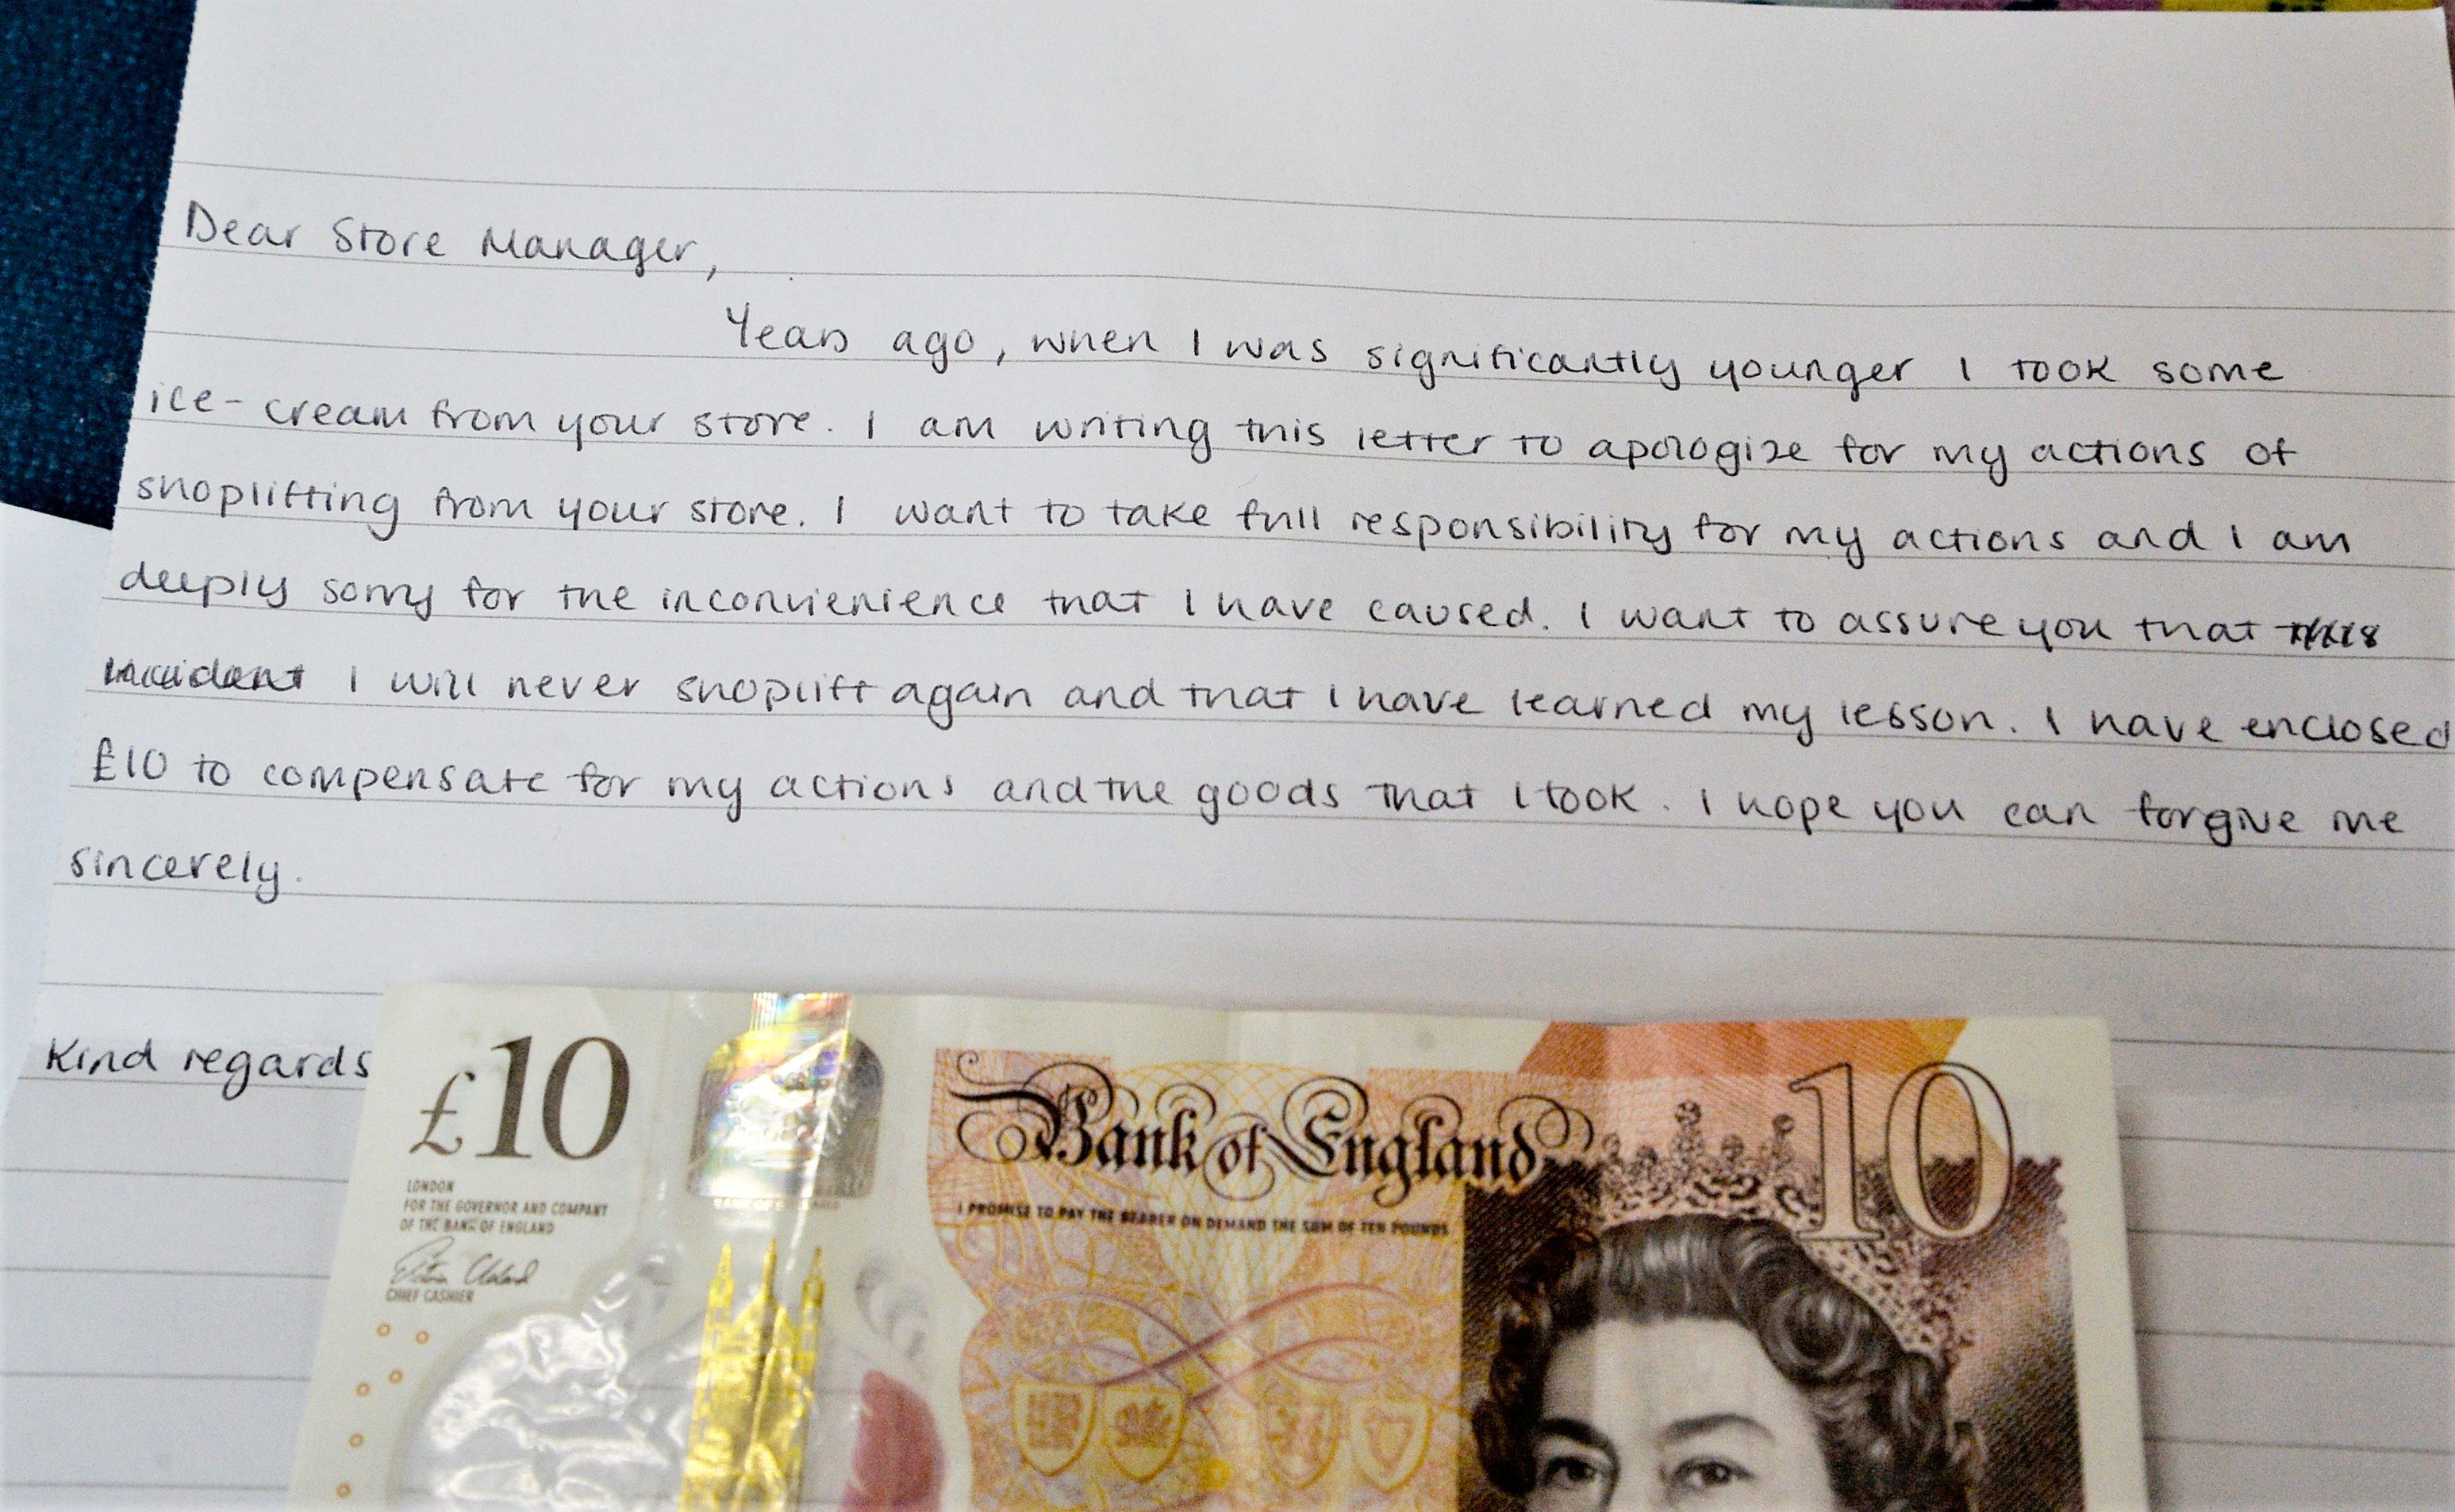 Dear Store Manager,
Years ago, when I was significantly younger I took some
ice-cream from your store. I am writing this letter to apologize for my actions of
shoplifting from your store. I want to take full responsibility for my actions and I am
deeply sorry for the inconvienience that I have caused. I want to assure you that this
incident I will never shoplift again and that I have learned my lesson. I have enclosed
£10 to compensate for my actions and the goods that I took. I hope you can forgive me
sincerely.
Kind regards
£10
LONDON
FOR THE GOVERNOR AND COMPANY
OF THE BANK OF ENGLAND
CHIEF CASHIER
Bank of England
I PROMISE TO PAY THE BEARER ON DEMAND THE SUM OF TEN POUNDS
10